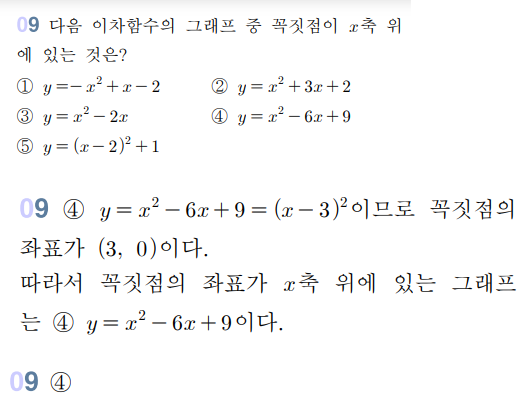 09 다음 이차함수의 그래프 중 꼭짓점이 x축 위
에 있는 것은?
① y=-x²+x-2 ② y=x²+3x+2
③ y=x²-2x ④ y=x²-6x+9
⑤ y=(x-2)²+1
09 ④ y=x²-6x+9=(x-3)²이므로 꼭짓점의
좌표가 (3, 0)이다.
따라서 꼭짓점의 좌표가 x축 위에 있는 그래프
는 ④ y=x²-6x+9이다.
09 ④